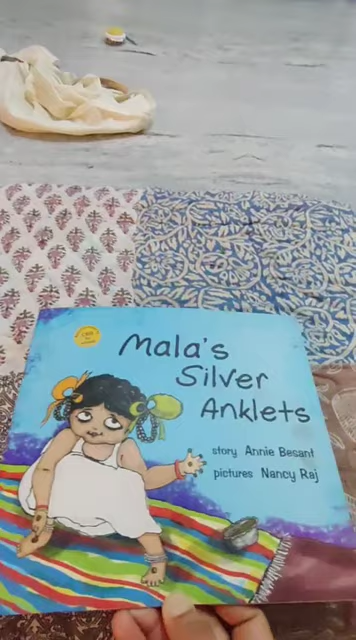 Mala's
Silver
Anklets
story Annie Besant
pictures Nancy Raj